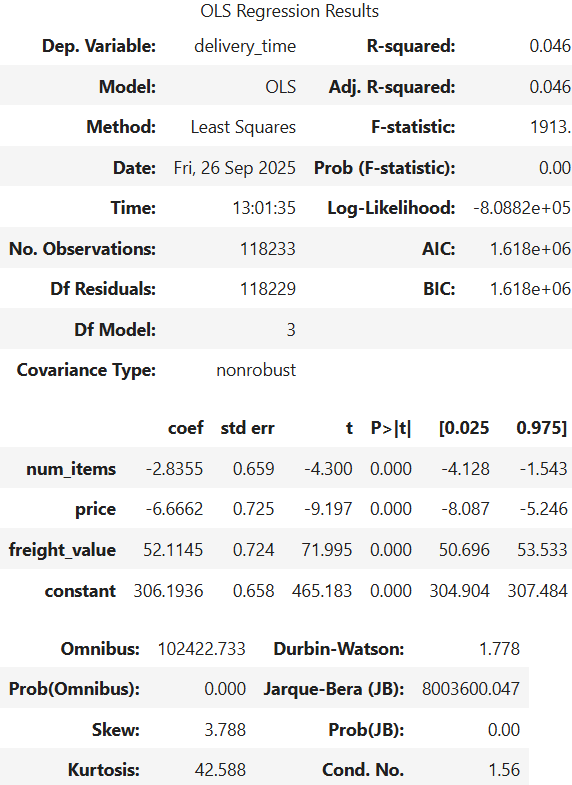 OLS Regression Results
Dep. Variable: delivery_time R-squared: 0.046
Model: OLS Adj. R-squared: 0.046
Method: Least Squares F-statistic: 1913.
Date: Fri, 26 Sep 2025 Prob (F-statistic): 0.00
Time: 13:01:35 Log-Likelihood: -8.0882e+05
No. Observations: 118233 AIC: 1.618e+06
Df Residuals: 118229 BIC: 1.618e+06
Df Model: 3
Covariance Type: nonrobust
coef std err t P>|t| [0.025 0.975]
num_items -2.8355 0.659 -4.300 0.000 -4.128 -1.543
price -6.6662 0.725 -9.197 0.000 -8.087 -5.246
freight_value 52.1145 0.724 71.995 0.000 50.696 53.533
constant 306.1936 0.658 465.183 0.000 304.904 307.484
Omnibus: 102422.733 Durbin-Watson: 1.778
Prob(Omnibus): 0.000 Jarque-Bera (JB): 8003600.047
Skew: 3.788 Prob(JB): 0.00
Kurtosis: 42.588 Cond. No. 1.56